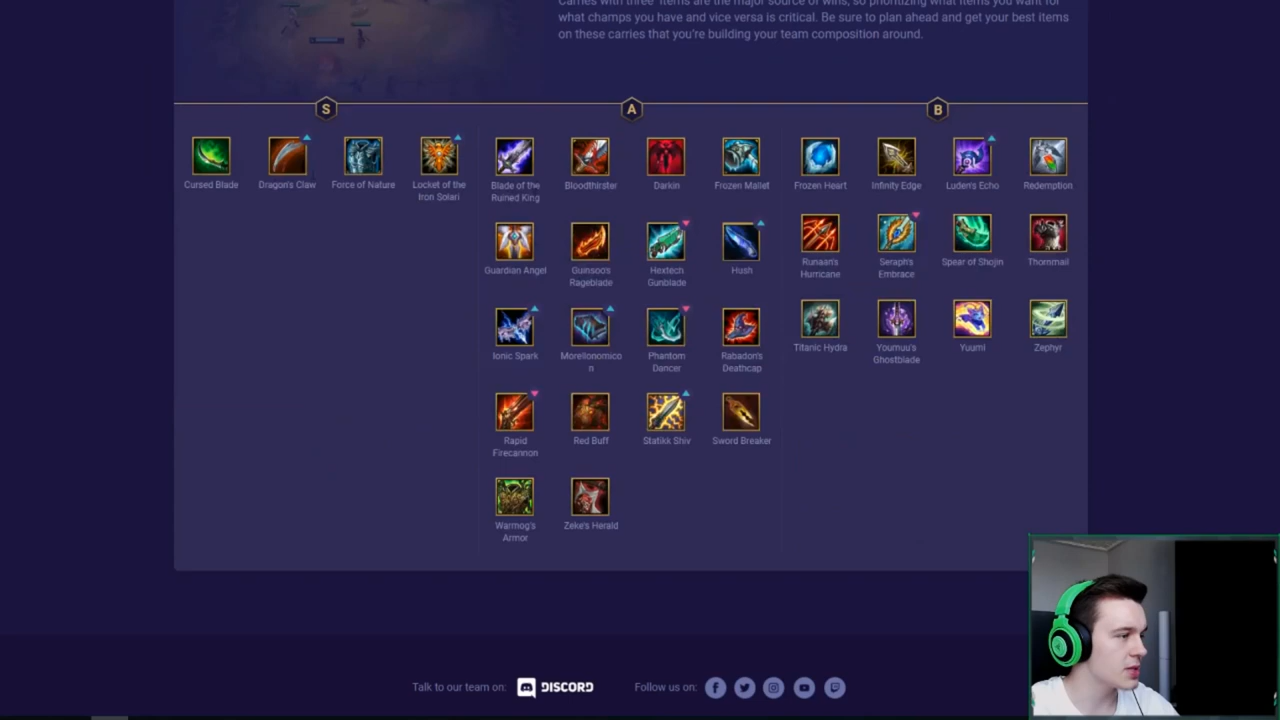 Carries with three items are the major source of wins, so prioritizing what items you want for
what champs you have and vice versa is critical. Be sure to plan ahead and get your best items
on these carries that you're building your team composition around.
S
A
B
Cursed Blade
Dragon's Claw
Force of Nature
Locket of the
Iron Solari
Blade of the
Ruined King
Bloodthirster
Darkin
Frozen Mallet
Guardian Angel
Guinsoo's
Rageblade
Hextech
Gunblade
Hush
Ionic Spark
Morellonomico
n
Phantom
Dancer
Rabadon's
Deathcap
Rapid
Firecannon
Red Buff
Statikk Shiv
Sword Breaker
Warmog's
Armor
Zeke's Herald
Frozen Heart
Infinity Edge
Luden's Echo
Redemption
Runaan's
Hurricane
Seraph's
Embrace
Spear of Shojin
Thornmail
Titanic Hydra
Youmuu's
Ghostblade
Yuumi
Zephyr
Talk to our team on:
DISCORD
Follow us on: